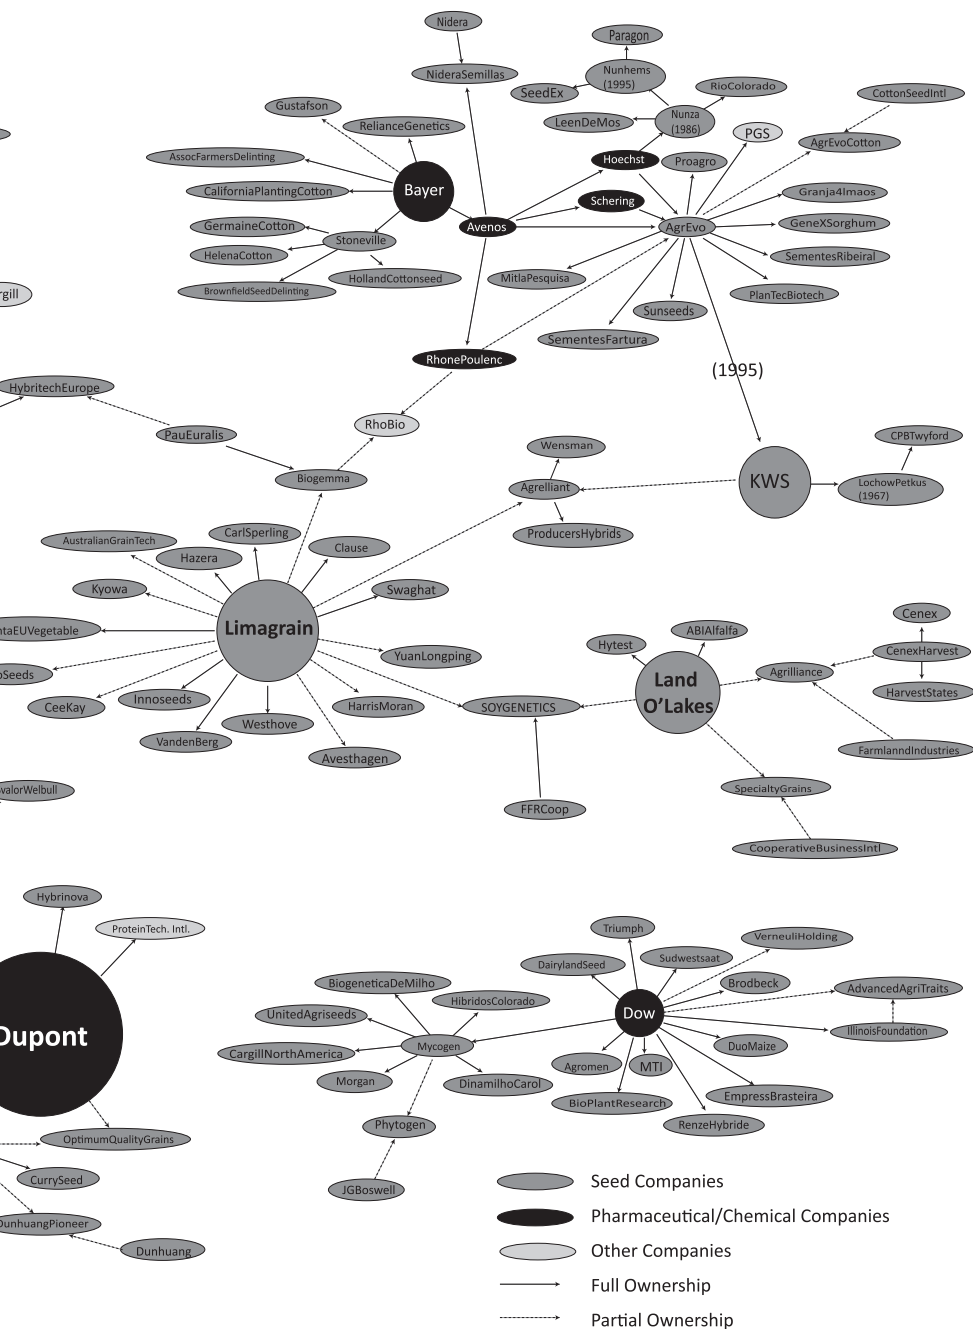 Nidera
NideraSemillas
Paragon
Nunhems
(1995)
SeedEx
RioColorado
LeenDeMos
Nunza
(1986)
CottonSeedIntl
Gustafson
RelianceGenetics
PGS
AgrEvoCotton
AssocFarmersDelinting
Hoechst
Proagro
Bayer
CaliforniaPlantingCotton
Schering
Granja4Imaos
GermaineCotton
Avenos
AgrEvo
GeneXSorghum
Stoneville
HelenaCotton
SementesRibeiral
HollandCottonseed
MitlaPesquisa
BrownfieldSeedDelinting
PlanTecBiotech
rgill
Sunseeds
SementesFartura
RhonePoulenc
(1995)
HybritechEurope
RhoBio
PauEuralis
CPBTwyford
Wensman
Biogemma
Agrelliant
KWS
LochowPetkus
(1967)
ProducersHybrids
CarlSperling
AustralianGrainTech
Hazera
Clause
Kyowa
Swaghat
Cenex
Limagrain
ntaEUVegetable
ABIAlfalfa
Hytest
CenexHarvest
YuanLongping
oSeeds
Agrilliance
Land
O'Lakes
HarvestStates
Innoseeds
CeeKay
HarrisMoran
SOYGENETICS
Westhove
VandenBerg
FarmlanndIndustries
Avesthagen
SpecialtyGrains
valorWelbull
FFRCoop
CooperativeBusinessIntl
Hybrinova
ProteinTech. Intl.
Triumph
VerneuliHolding
DairylandSeed
Sudwestsaat
BiogeneticaDeMilho
Brodbeck
AdvancedAgriTraits
HibridosColorado
UnitedAgriseeds
Dow
Dupont
IllinoisFoundation
Mycogen
DuoMaize
CargillNorthAmerica
Agromen
MTI
Morgan
DinamilhoCarol
EmpressBrasteira
BioPlantResearch
Phytogen
RenzeHybride
OptimumQualityGrains
CurrySeed
JGBoswell
DunhuangPioneer
Dunhuang
Seed Companies
Pharmaceutical/Chemical Companies
Other Companies
Full Ownership
Partial Ownership